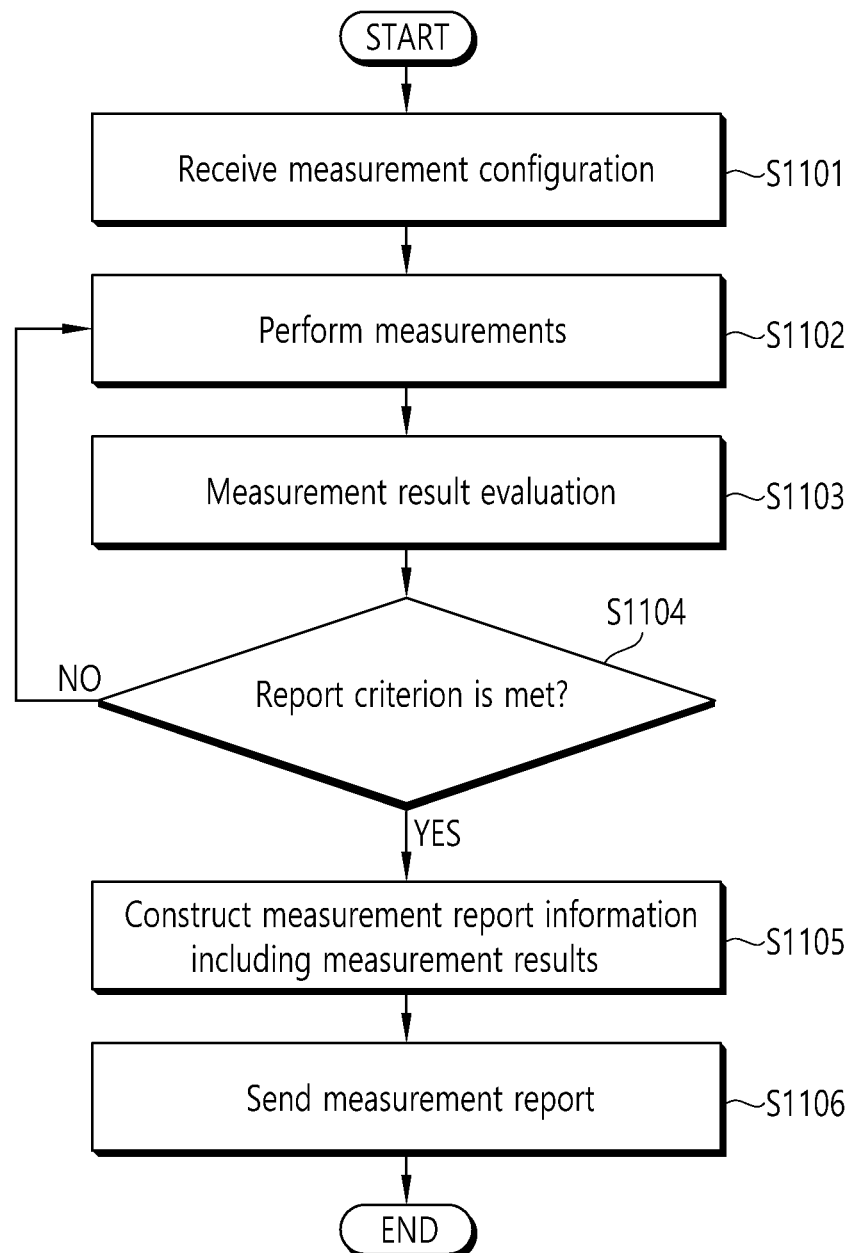 START
Receive measurement configuration
S1101
Perform measurements
S1102
Measurement result evaluation
S1103
S1104
Report criterion is met?
NO
YES
Construct measurement report information
including measurement results
S1105
Send measurement report
S1106
END